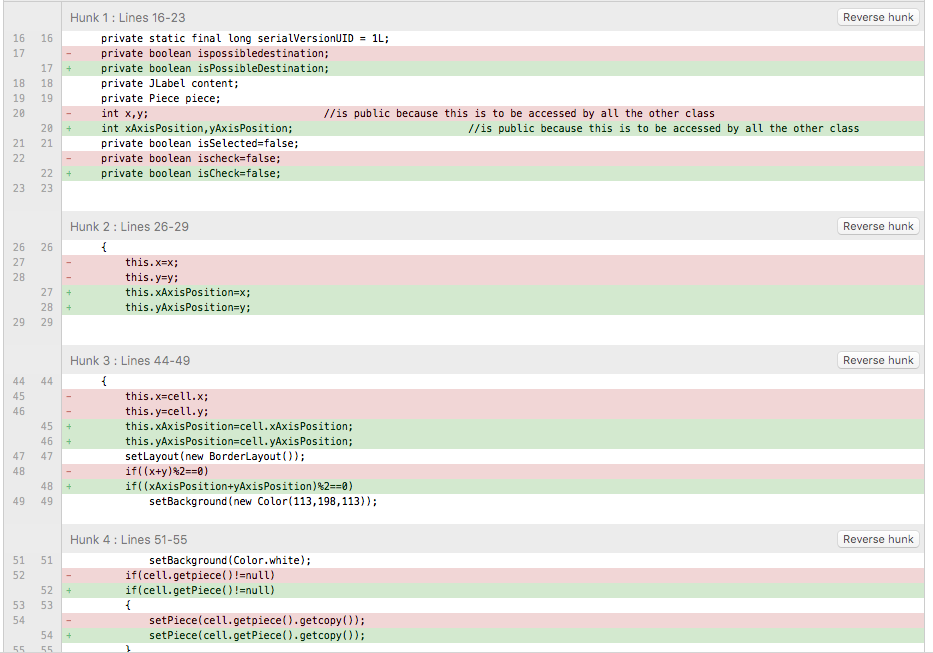 Hunk 1 : Lines 16-23 Reverse hunk
16 16 private static final long serialVersionUID = 1L;
17 - private boolean ispossibledestination;
17 + private boolean isPossibleDestination;
18 18 private JLabel content;
19 19 private Piece piece;
20 - int x,y; //is public because this is to be accessed by all the other class
20 + int xAxisPosition,yAxisPosition; //is public because this is to be accessed by all the other class
21 21 private boolean isSelected=false;
22 - private boolean ischeck=false;
22 + private boolean isCheck=false;
23 23
Hunk 2 : Lines 26-29 Reverse hunk
26 26 {
27 - this.x=x;
28 - this.y=y;
27 + this.xAxisPosition=x;
28 + this.yAxisPosition=y;
29 29
Hunk 3 : Lines 44-49 Reverse hunk
44 44 {
45 - this.x=cell.x;
46 - this.y=cell.y;
45 + this.xAxisPosition=cell.xAxisPosition;
46 + this.yAxisPosition=cell.yAxisPosition;
47 47 setLayout(new BorderLayout());
48 - if((x+y)%2==0)
48 + if((xAxisPosition+yAxisPosition)%2==0)
49 49 setBackground(new Color(113,198,113));
Hunk 4 : Lines 51-55 Reverse hunk
51 51 setBackground(Color.white);
52 - if(cell.getpiece()!=null)
52 + if(cell.getPiece()!=null)
53 53 {
54 - setPiece(cell.getpiece().getcopy());
54 + setPiece(cell.getPiece().getcopy());
55 55 }